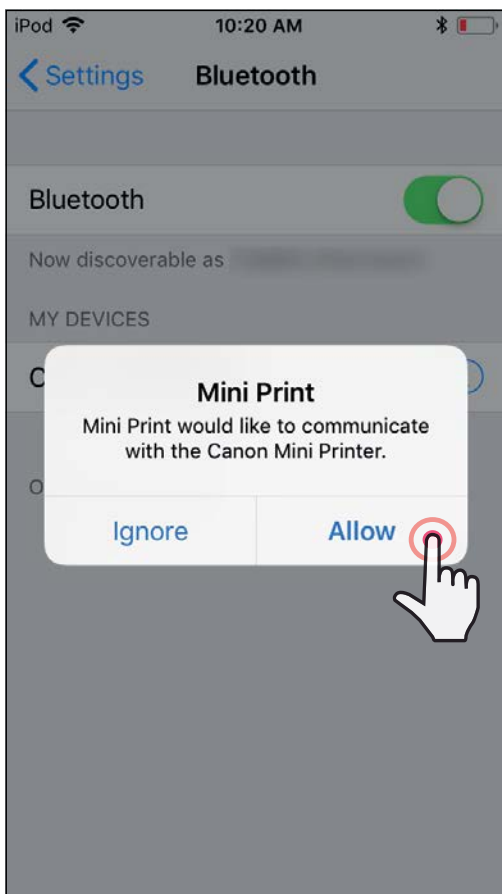 iPod
10:20 AM
Settings
Bluetooth
Bluetooth
Now discoverable as
MY DEVICES
C
Mini Print
Mini Print would like to communicate
with the Canon Mini Printer.
O
Ignore
Allow